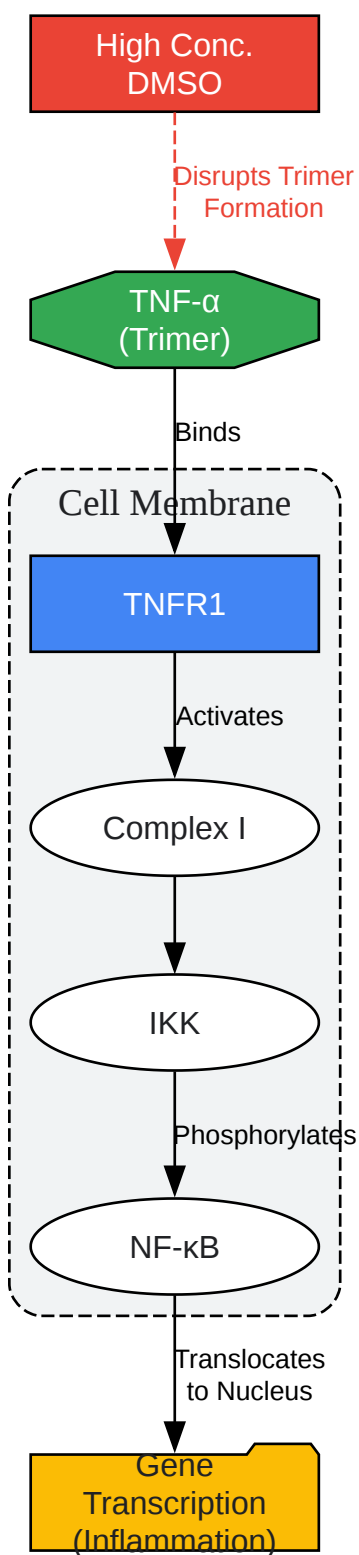 High Conc.
DMSO
Disrupts Trimer
Formation
TNF-α
(Trimer)
Binds
Cell Membrane
TNFR1
Activates
Complex I
IKK
Phosphorylates
NF-κB
Translocates
to Nucleus
Gene
Transcription
(Inflammation)